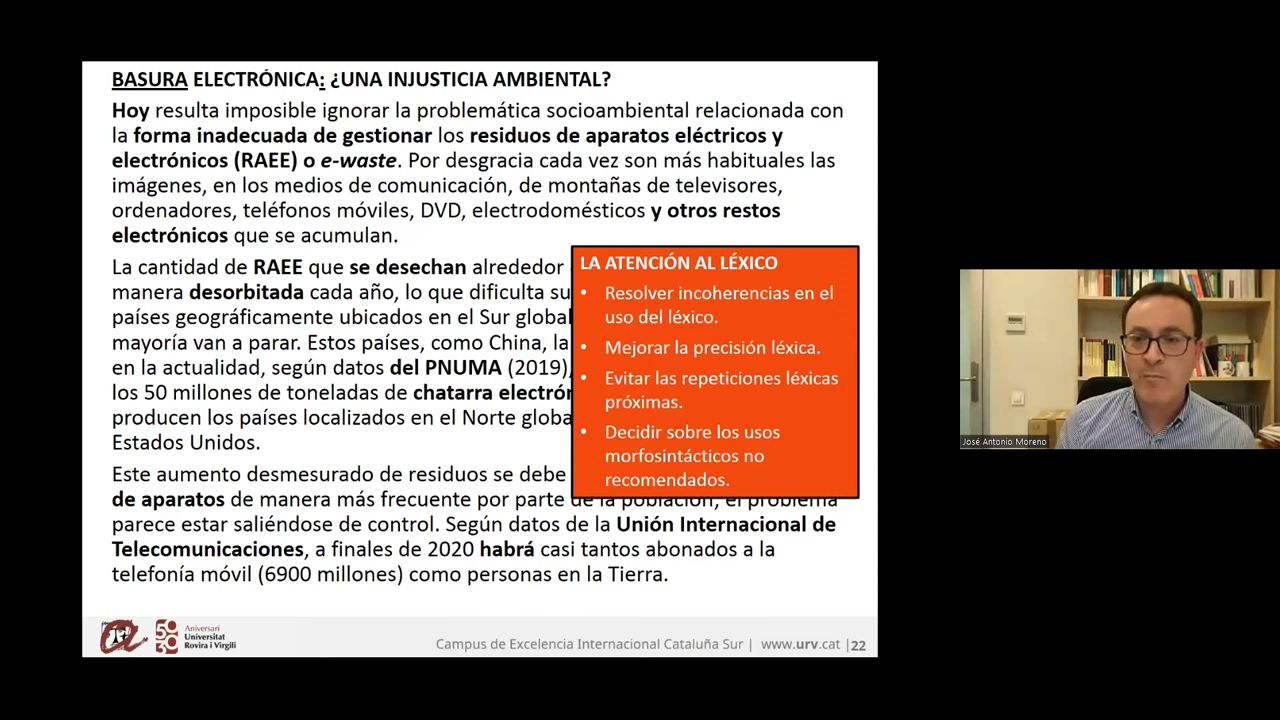 BASURA ELECTRÓNICA: ¿UNA INJUSTICIA AMBIENTAL?
Hoy resulta imposible ignorar la problemática socioambiental relacionada con
la forma inadecuada de gestionar los residuos de aparatos eléctricos y
electrónicos (RAEE) o e-waste. Por desgracia cada vez son más habituales las
imágenes, en los medios de comunicación, de montañas de televisores,
ordenadores, teléfonos móviles, DVD, electrodomésticos y otros restos
electrónicos que se acumulan.
La cantidad de RAEE que se desechan alrededor
manera desorbitada cada año, lo que dificulta su
países geográficamente ubicados en el Sur global
mayoría van a parar. Estos países, como China, la
en la actualidad, según datos del PNUMA (2019),
los 50 millones de toneladas de chatarra electrón
producen los países localizados en el Norte globa
Estados Unidos.
Este aumento desmesurado de residuos se debe
de aparatos de manera más frecuente por parte de la población, el problema
parece estar saliéndose de control. Según datos de la Unión Internacional de
Telecomunicaciones, a finales de 2020 habrá casi tantos abonados a la
telefonía móvil (6900 millones) como personas en la Tierra.
LA ATENCIÓN AL LÉXICO
• Resolver incoherencias en el
uso del léxico.
• Mejorar la precisión léxica.
• Evitar las repeticiones léxicas
próximas.
• Decidir sobre los usos
morfosintácticos no
recomendados.
Aniversari
Universitat
Rovira i Virgili
Campus de Excelencia Internacional Cataluña Sur | www.urv.cat |22
José Antonio Moreno